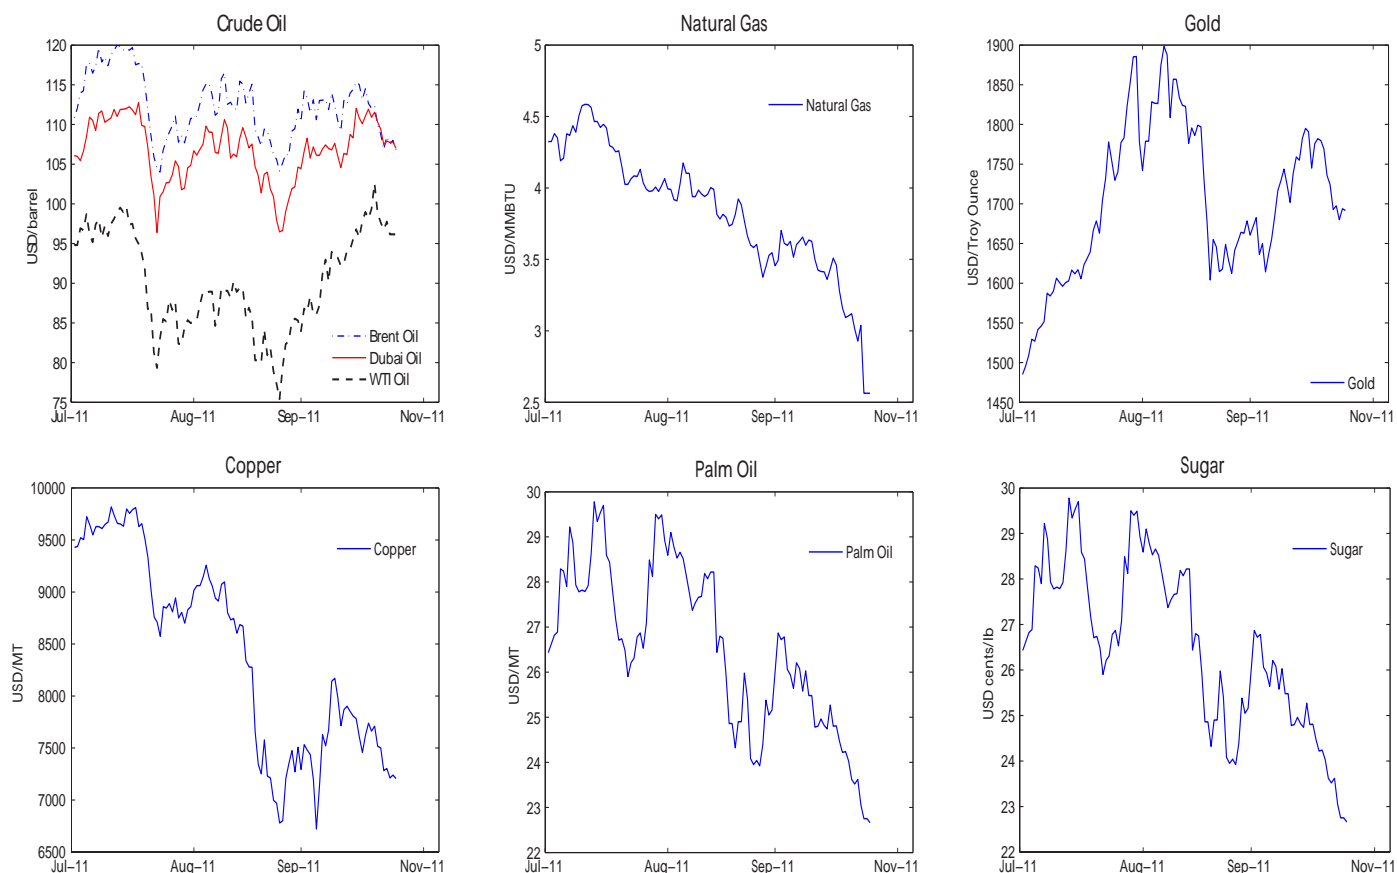 Crude Oil
USD/barrel
120
115
110
105
100
95
90
85
80
75
Brent Oil
Dubai Oil
WTI Oil
Jul-11 Aug-11 Sep-11 Nov-11
Natural Gas
USD/MMBTU
5
4.5
4
3.5
3
2.5
Natural Gas
Jul-11 Aug-11 Sep-11 Nov-11
Gold
USD/Troy Ounce
1900
1850
1800
1750
1700
1650
1600
1550
1500
1450
Gold
Jul-11 Aug-11 Sep-11 Nov-11
Copper
USD/MT
10000
9500
9000
8500
8000
7500
7000
6500
Copper
Jul-11 Aug-11 Sep-11 Nov-11
Palm Oil
USD/MT
30
29
28
27
26
25
24
23
22
Palm Oil
Jul-11 Aug-11 Sep-11 Nov-11
Sugar
USD cents/lb
30
29
28
27
26
25
24
23
22
Sugar
Jul-11 Aug-11 Sep-11 Nov-11